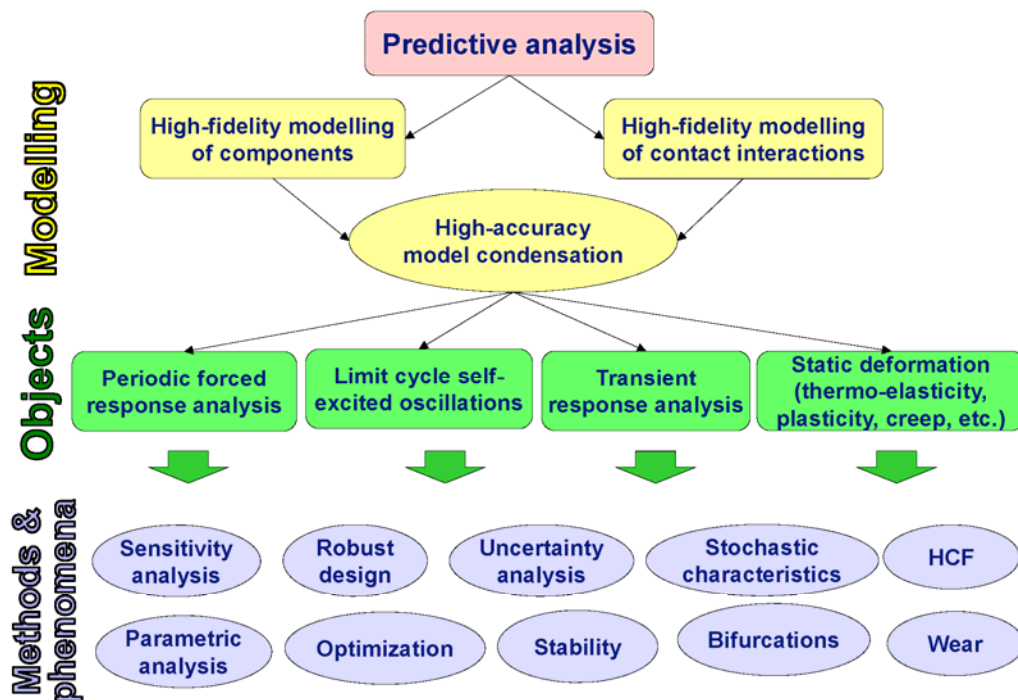 Predictive analysis
Modelling
High-fidelity modelling
of components
High-fidelity modelling
of contact interactions
High-accuracy
model condensation
Objects
Periodic forced
response analysis
Limit cycle self-
excited oscillations
Transient
response analysis
Static deformation
(thermo-elasticity,
plasticity, creep, etc.)
Methods &
phenomena
Sensitivity
analysis
Robust
design
Uncertainty
analysis
Stochastic
characteristics
HCF
Parametric
analysis
Optimization
Stability
Bifurcations
Wear